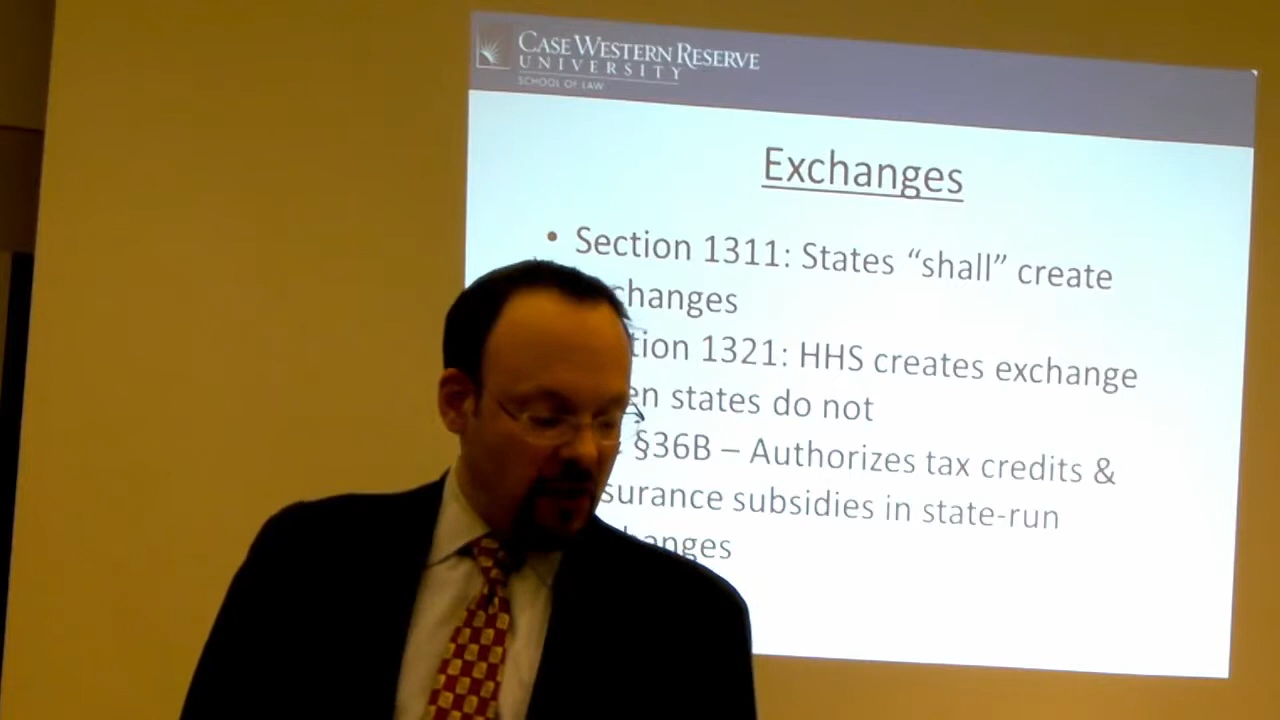 CASE WESTERN RESERVE
UNIVERSITY
SCHOOL OF LAW
Exchanges
• Section 1311: States “shall” create
changes
tion 1321: HHS creates exchange
en states do not
§36B – Authorizes tax credits &
surance subsidies in state-run
anges